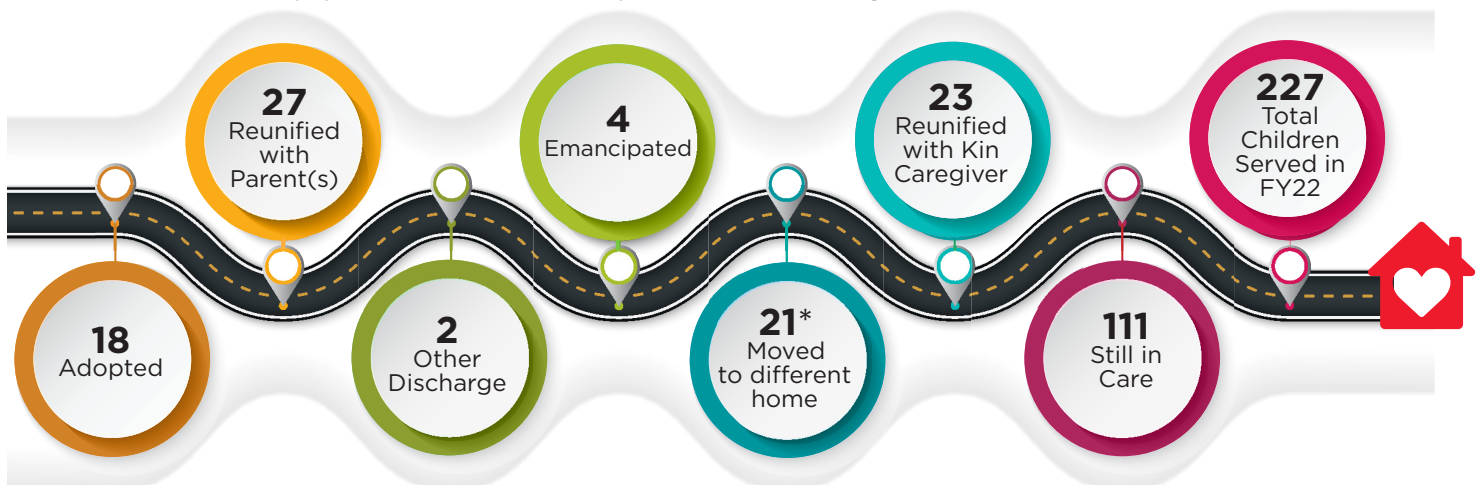 18
Adopted
27
Reunified
with
Parent(s)
2
Other
Discharge
4
Emancipated
21*
Moved
to different
home
23
Reunified
with Kin
Caregiver
111
Still in
Care
227
Total
Children
Served in
FY22